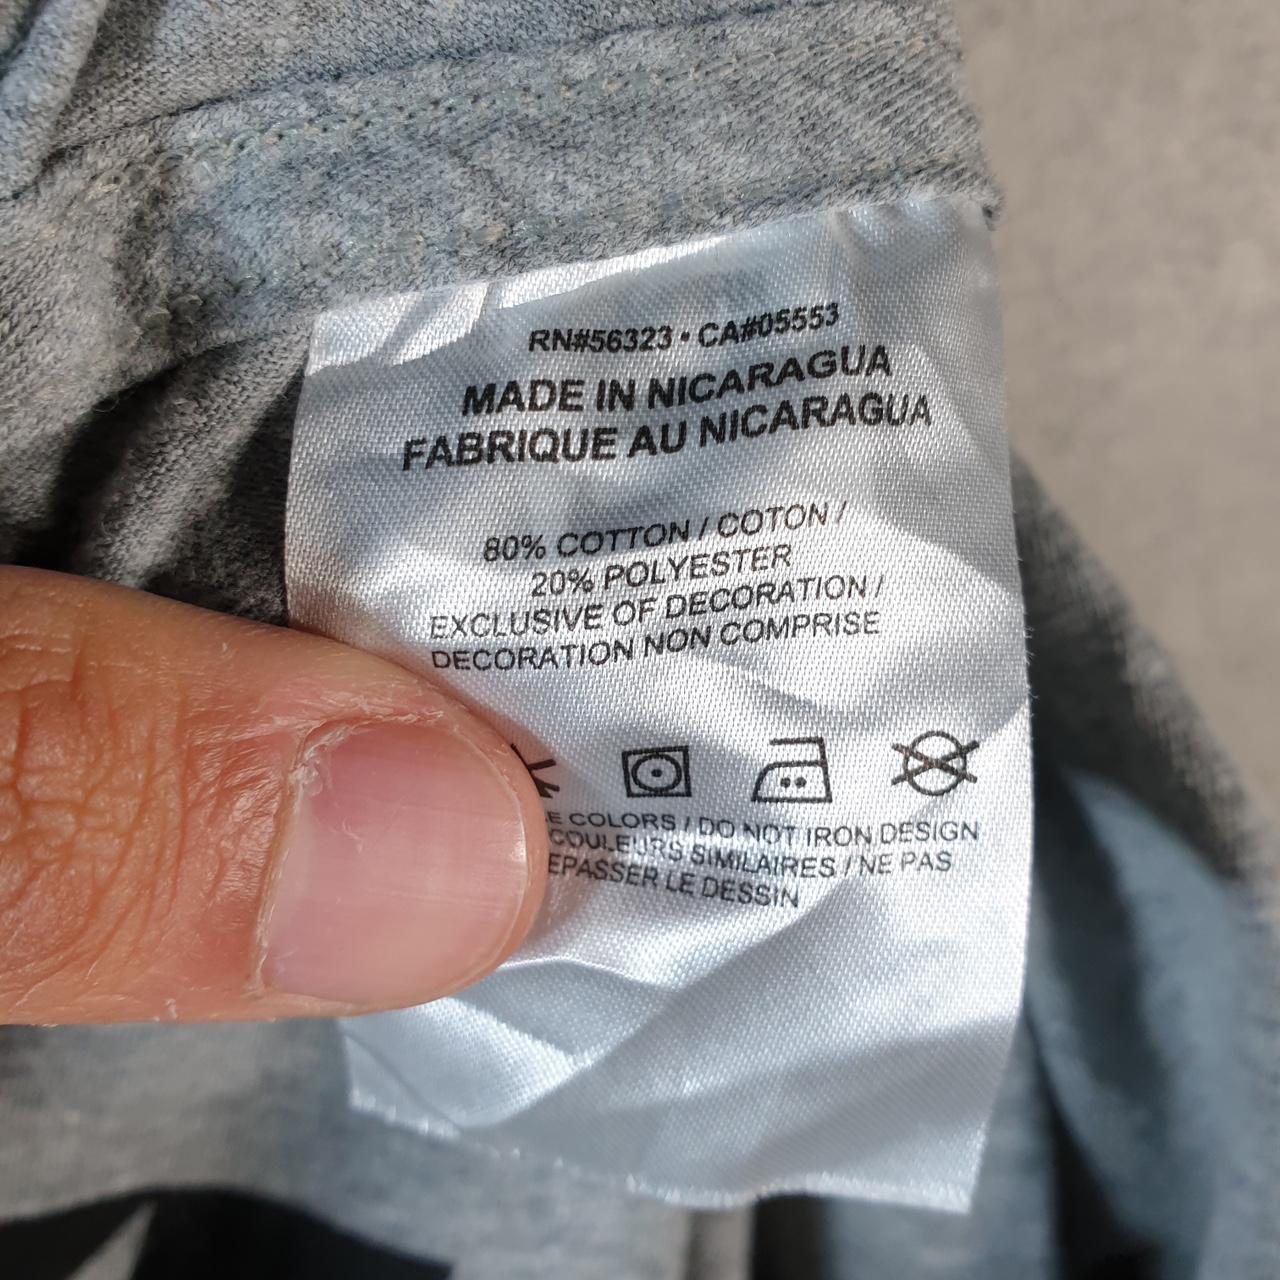 RN#56323 • CA#05553
MADE IN NICARAGUA
FABRIQUE AU NICARAGUA
80% COTTON / COTON /
20% POLYESTER
EXCLUSIVE OF DECORATION /
DECORATION NON COMPRISE
COLORS / DO NOT IRON DESIGN
COULEURS SIMILAIRES / NE PAS
LE DESSIN